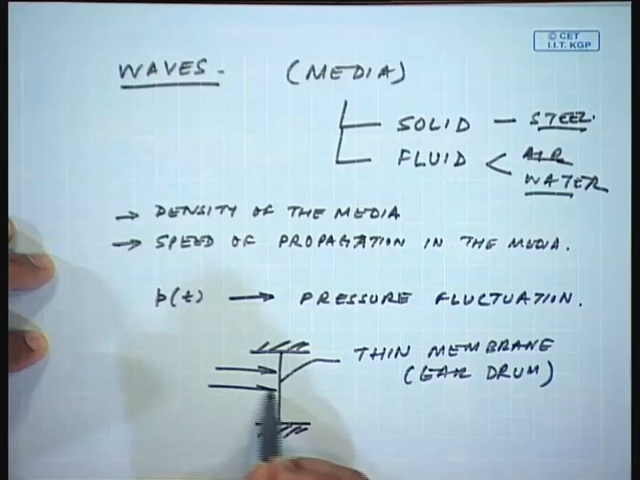 © CET
I.I.T. KGP
WAVES. (MEDIA)
SOLID - STEEL.
FLUID < AIR
WATER
→ DENSITY OF THE MEDIA
→ SPEED OF PROPAGATION IN THE MEDIA.
p(t) → PRESSURE FLUCTUATION.
THIN MEMBRANE
(EAR DRUM)